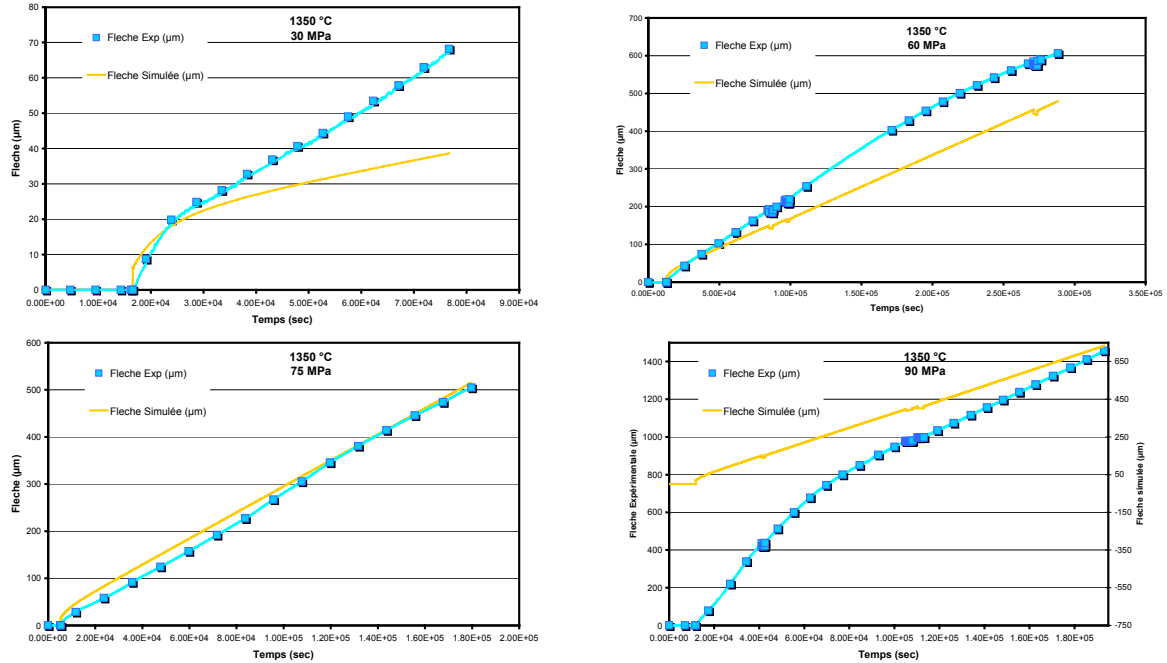 1350 °C
30 MPa
Fleche Exp (µm)
Fleche Simulée (µm)
Fleche (µm)
80
70
60
50
40
30
20
10
0
0.00E+00 1.00E+04 2.00E+04 3.00E+04 4.00E+04 5.00E+04 6.00E+04 7.00E+04 8.00E+04 9.00E+04
Temps (sec)
1350 °C
60 MPa
Fleche Exp (µm)
Fleche Simulée (µm)
Fleche (µm)
700
600
500
400
300
200
100
0
0.00E+00 5.00E+04 1.00E+05 1.50E+05 2.00E+05 2.50E+05 3.00E+05 3.50E+05
Temps (sec)
1350 °C
75 MPa
Fleche Exp (µm)
Fleche Simulée (µm)
Fleche (µm)
600
500
400
300
200
100
0
0.00E+00 2.00E+04 4.00E+04 6.00E+04 8.00E+04 1.00E+05 1.20E+05 1.40E+05 1.60E+05 1.80E+05 2.00E+05
Temps (sec)
1350 °C
90 MPa
Fleche Exp (µm)
Fleche Simulée (µm)
Fleche Expérimentale (µm)
1400
1200
1000
800
600
400
200
0
0.00E+00 2.00E+04 4.00E+04 6.00E+04 8.00E+04 1.00E+05 1.20E+05 1.40E+05 1.60E+05 1.80E+05
Temps (sec)
650
450
250
50
-150
-350
-550
-750
Fleche simulée (µm)